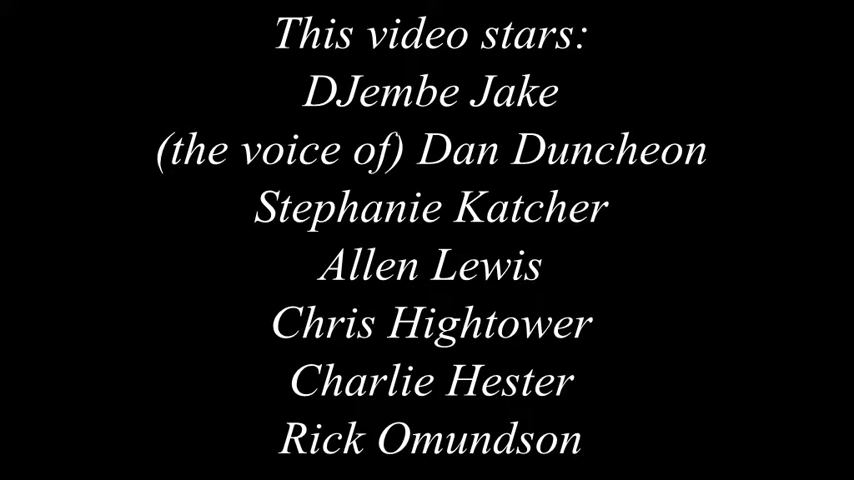 This video stars:
DJembe Jake
(the voice of) Dan Duncheon
Stephanie Katcher
Allen Lewis
Chris Hightower
Charlie Hester
Rick Omundson